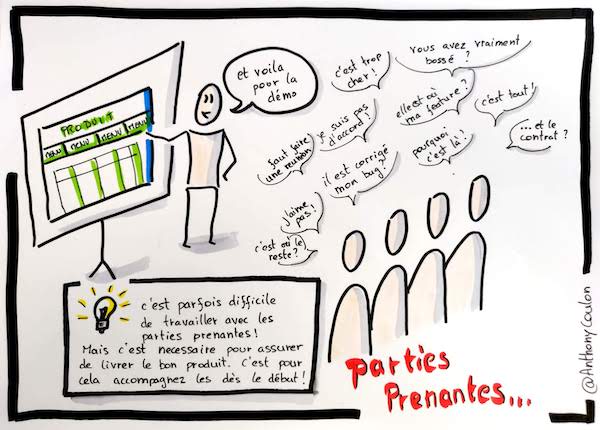 et voila
pour la
démo
PRODUIT
MENU MENU MENU MENU
c'est trop
cher!
vous avez vraiment
bossé ?
elle est où
ma feature?
c'est tout!
je suis pas
d'accord!
... et le
contrat?
faut faire
une réunion!
il est corrigé
mon bug?
pourquoi
c'est là!
j'aime
pas!
c'est où le
reste?
c'est parfois difficile
de travailler avec les
parties prenantes!
Mais c'est necessaire pour assurer
de livrer le bon produit. C'est pour
cela accompagnez les dès le début!
Parties
Prenantes...
@AnthonyCoulon